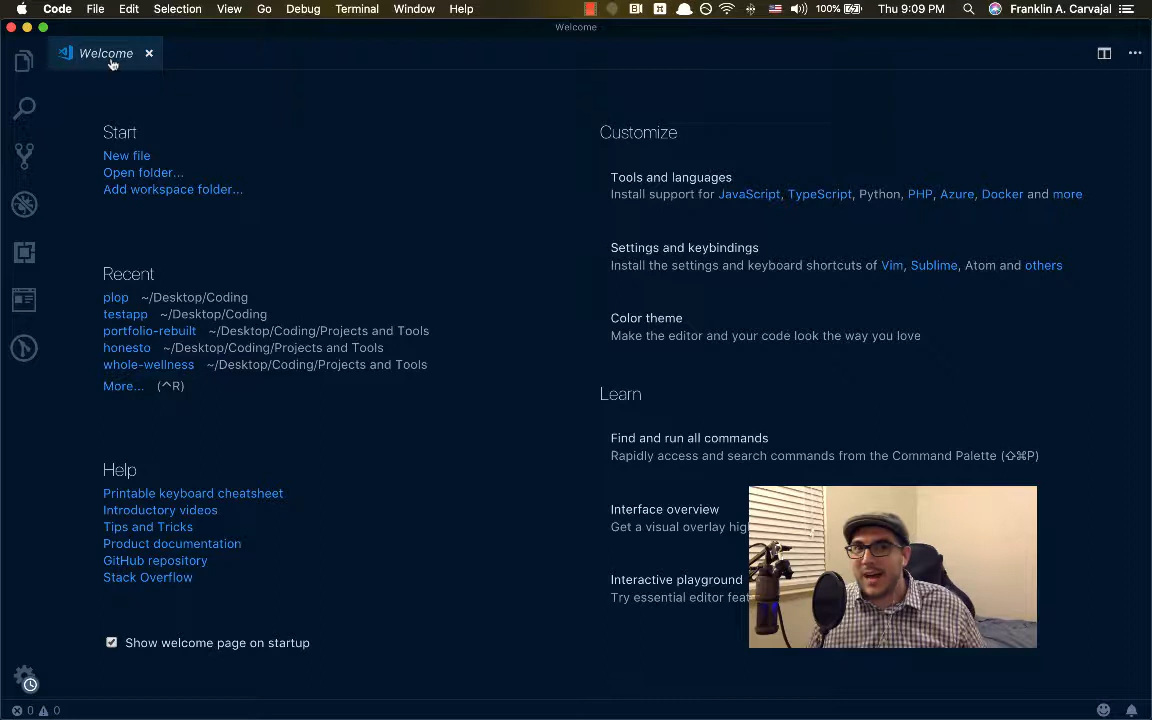 Code File Edit Selection View Go Debug Terminal Window Help 100% Thu 9:09 PM Franklin A. Carvajal
Welcome
Welcome
Start
New file
Open folder...
Add workspace folder...
Recent
plop ~/Desktop/Coding
testapp ~/Desktop/Coding
portfolio-rebuilt ~/Desktop/Coding/Projects and Tools
honesto ~/Desktop/Coding/Projects and Tools
whole-wellness ~/Desktop/Coding/Projects and Tools
More... (^R)
Help
Printable keyboard cheatsheet
Introductory videos
Tips and Tricks
Product documentation
GitHub repository
Stack Overflow
Show welcome page on startup
Customize
Tools and languages
Install support for JavaScript, TypeScript, Python, PHP, Azure, Docker and more
Settings and keybindings
Install the settings and keyboard shortcuts of Vim, Sublime, Atom and others
Color theme
Make the editor and your code look the way you love
Learn
Find and run all commands
Rapidly access and search commands from the Command Palette (⇧⌘P)
Interface overview
Get a visual overlay hig
Interactive playground
Try essential editor fea
0 0